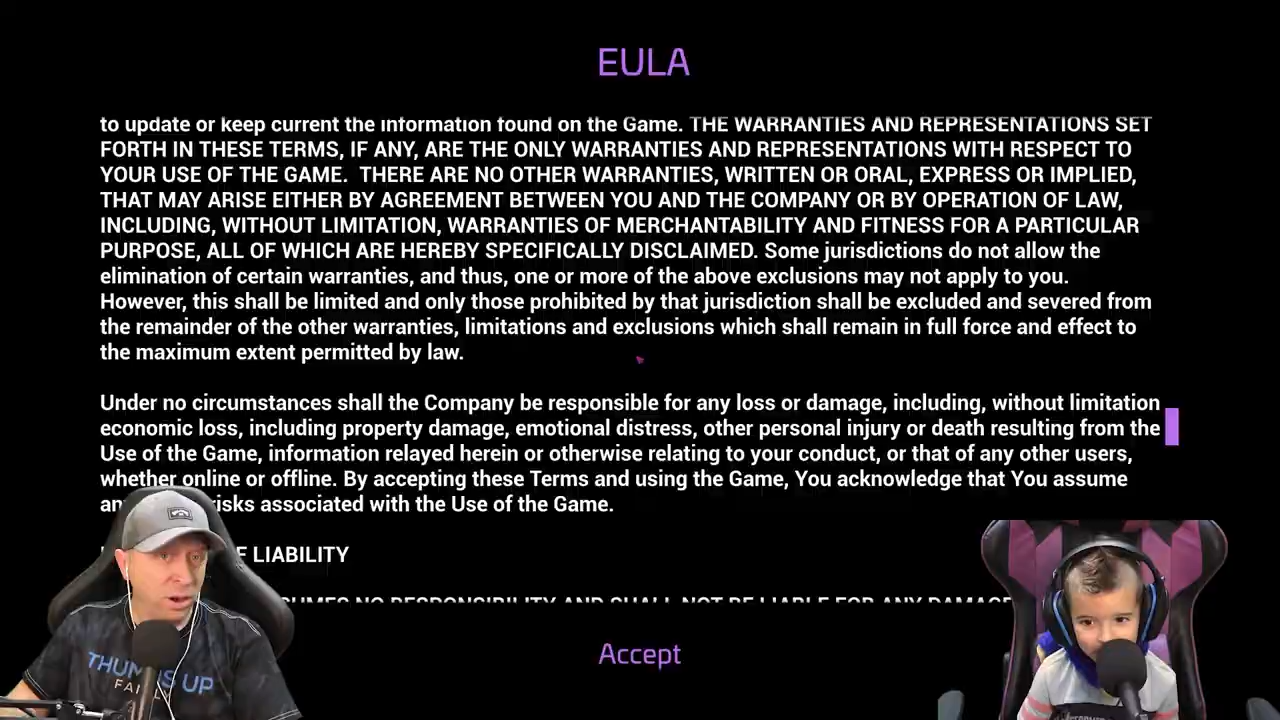 EULA
to update or keep current the information found on the Game. THE WARRANTIES AND REPRESENTATIONS SET
FORTH IN THESE TERMS, IF ANY, ARE THE ONLY WARRANTIES AND REPRESENTATIONS WITH RESPECT TO
YOUR USE OF THE GAME.  THERE ARE NO OTHER WARRANTIES, WRITTEN OR ORAL, EXPRESS OR IMPLIED,
THAT MAY ARISE EITHER BY AGREEMENT BETWEEN YOU AND THE COMPANY OR BY OPERATION OF LAW,
INCLUDING, WITHOUT LIMITATION, WARRANTIES OF MERCHANTABILITY AND FITNESS FOR A PARTICULAR
PURPOSE, ALL OF WHICH ARE HEREBY SPECIFICALLY DISCLAIMED. Some jurisdictions do not allow the
elimination of certain warranties, and thus, one or more of the above exclusions may not apply to you.
However, this shall be limited and only those prohibited by that jurisdiction shall be excluded and severed from
the remainder of the other warranties, limitations and exclusions which shall remain in full force and effect to
the maximum extent permitted by law.
Under no circumstances shall the Company be responsible for any loss or damage, including, without limitation
economic loss, including property damage, emotional distress, other personal injury or death resulting from the
Use of the Game, information relayed herein or otherwise relating to your conduct, or that of any other users,
whether online or offline. By accepting these Terms and using the Game, You acknowledge that You assume
risks associated with the Use of the Game.
LIABILITY
NO RESPONSIBILITY AND SHALL NOT BE LIABLE FOR ANY
Accept
THUMBS UP